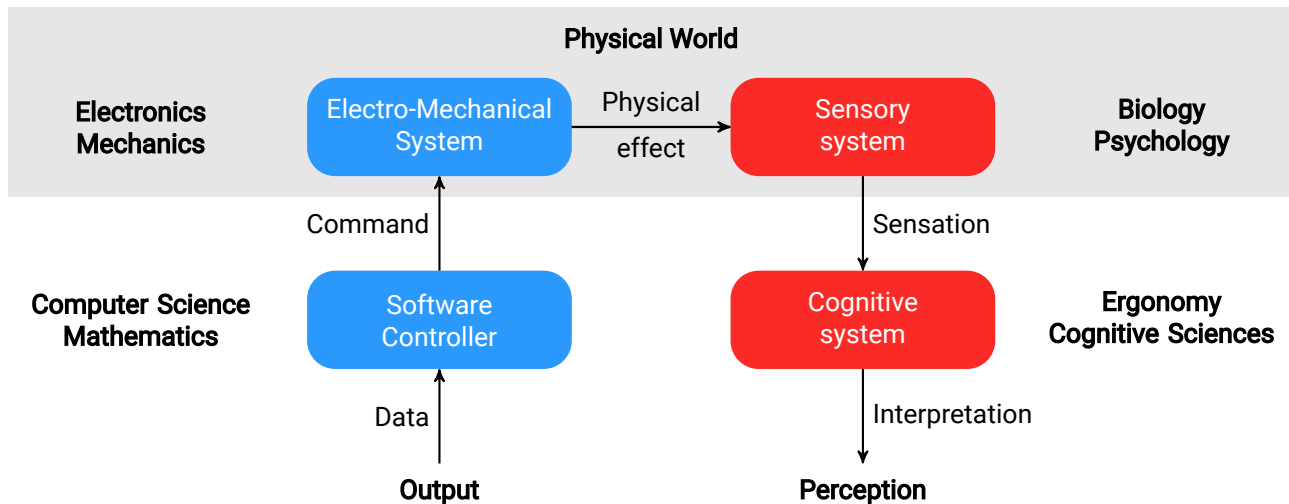 Physical World
Electronics
Mechanics
Electro-Mechanical
System
Physical
effect
Sensory
system
Biology
Psychology
Command
Sensation
Computer Science
Mathematics
Software
Controller
Cognitive
system
Ergonomy
Cognitive Sciences
Data
Interpretation
Output
Perception